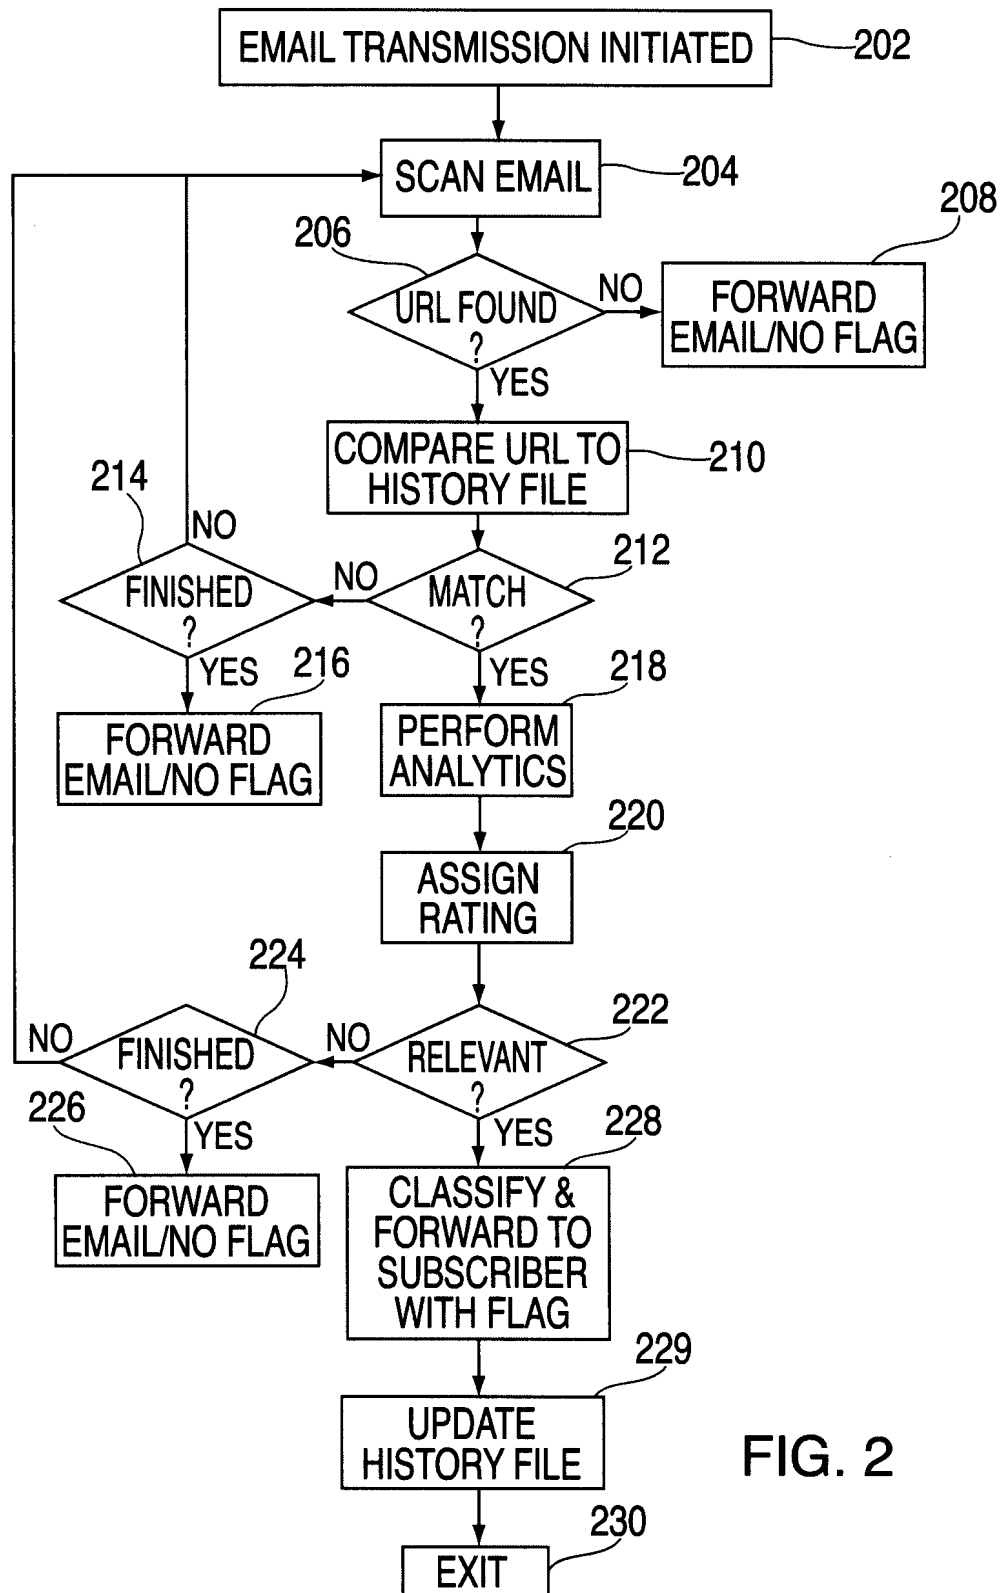 EMAIL TRANSMISSION INITIATED
202
SCAN EMAIL
204
206
208
URL FOUND
?
NO
FORWARD
EMAIL/NO FLAG
YES
COMPARE URL TO
HISTORY FILE
210
214
NO
212
FINISHED
?
NO
MATCH
?
YES
216
YES
218
FORWARD
EMAIL/NO FLAG
PERFORM
ANALYTICS
220
ASSIGN
RATING
224
222
NO
FINISHED
?
NO
RELEVANT
?
226
YES
YES
228
FORWARD
EMAIL/NO FLAG
CLASSIFY &
FORWARD TO
SUBSCRIBER
WITH FLAG
229
UPDATE
HISTORY FILE
FIG. 2
230
EXIT